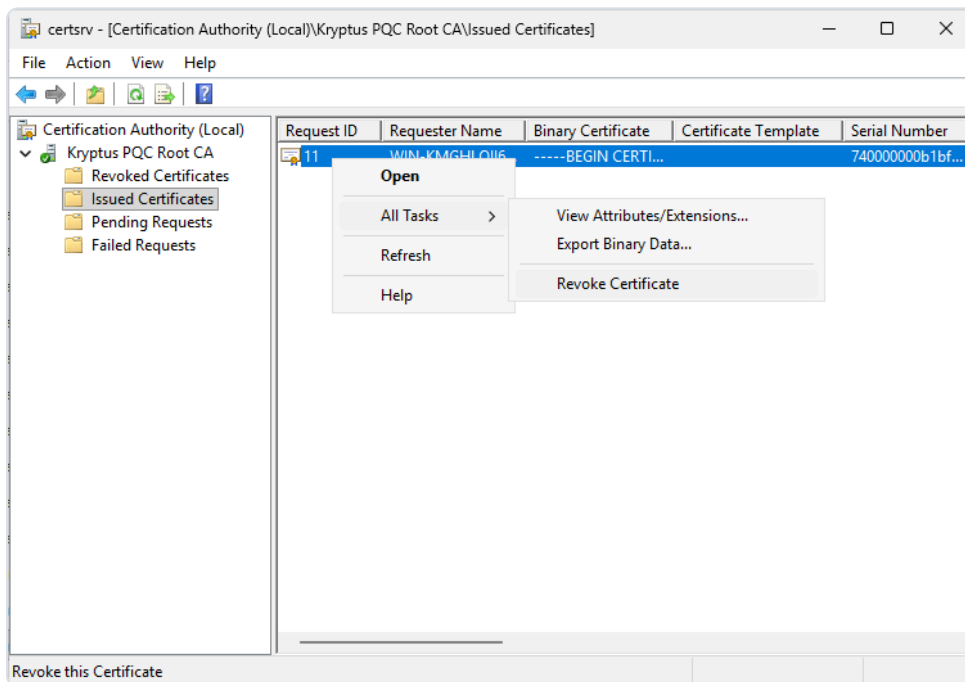 certsrv - [Certification Authority (Local)\Kryptus PQC Root CA\Issued Certificates]
File Action View Help
Certification Authority (Local)
Kryptus PQC Root CA
Revoked Certificates
Issued Certificates
Pending Requests
Failed Requests
Request ID Requester Name Binary Certificate Certificate Template Serial Number
11 -----BEGIN CERTI... 740000000b1bf...
Open
All Tasks
Refresh
Help
View Attributes/Extensions...
Export Binary Data...
Revoke Certificate
Revoke this Certificate